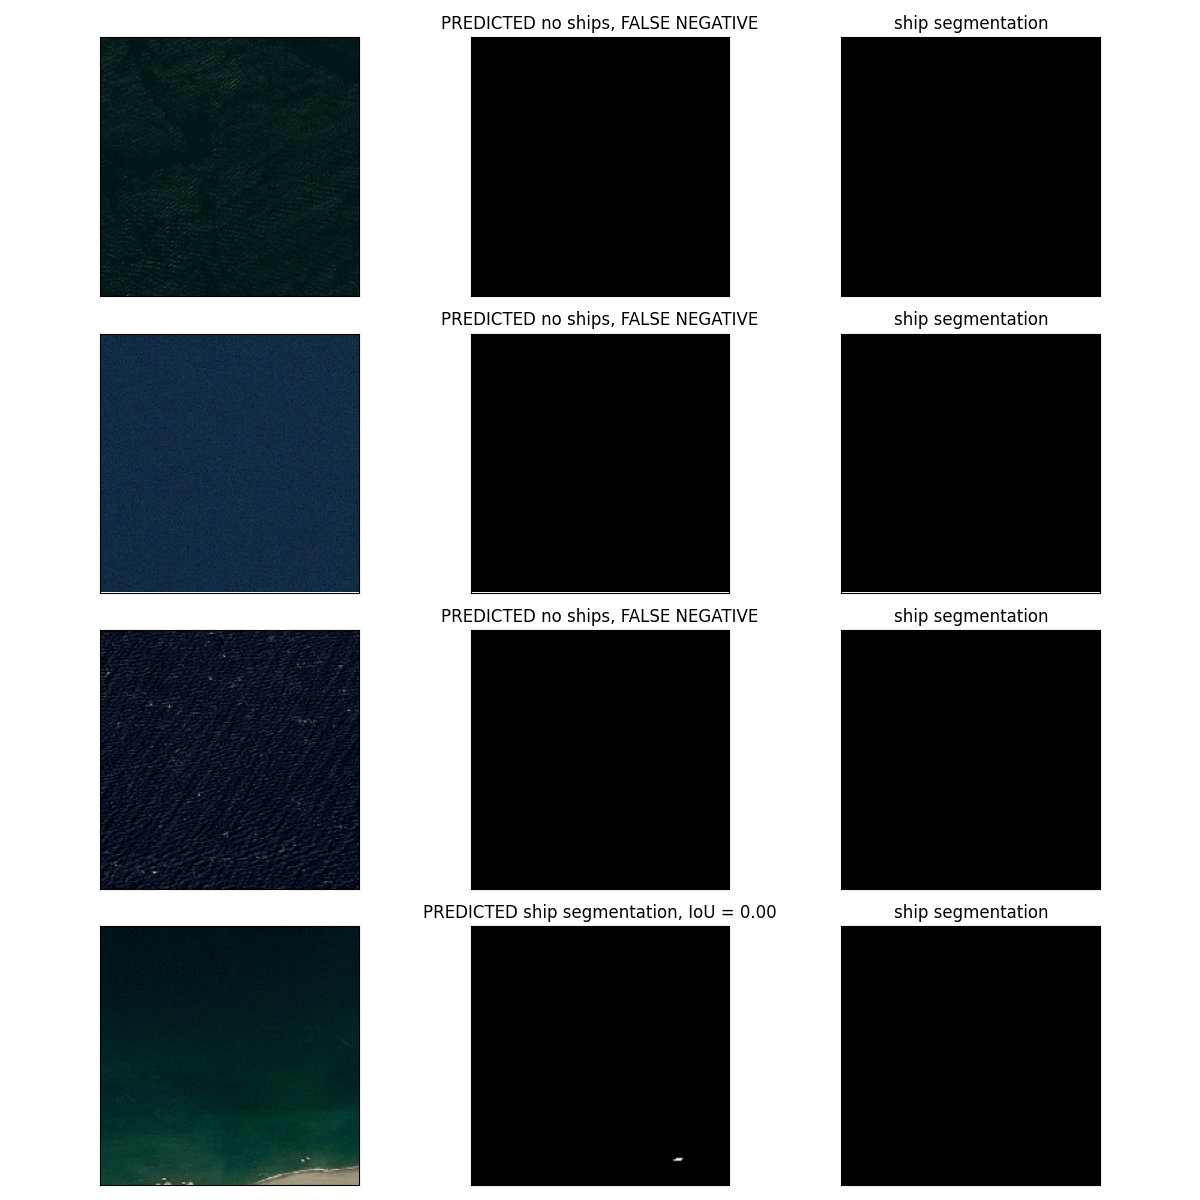 PREDICTED no ships, FALSE NEGATIVE
ship segmentation
PREDICTED no ships, FALSE NEGATIVE
ship segmentation
PREDICTED no ships, FALSE NEGATIVE
ship segmentation
PREDICTED ship segmentation, IoU = 0.00
ship segmentation